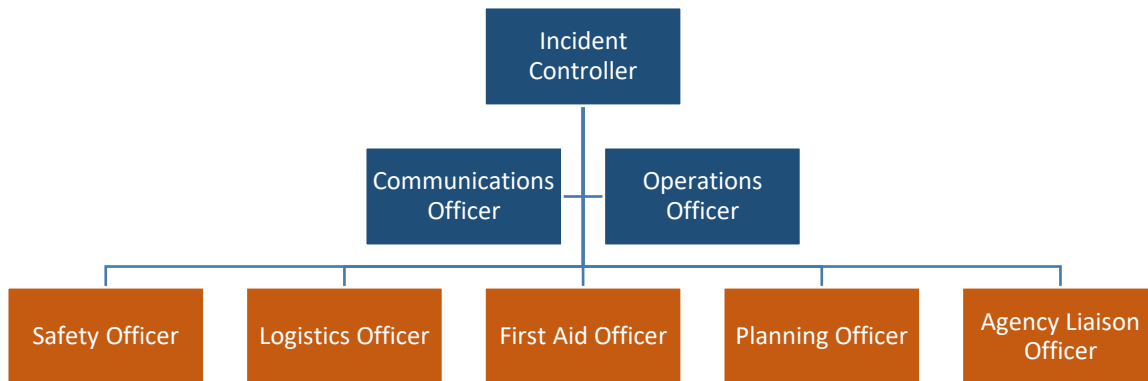 Incident
Controller
Communications
Officer
Operations
Officer
Safety Officer
Logistics Officer
First Aid Officer
Planning Officer
Agency Liaison
Officer